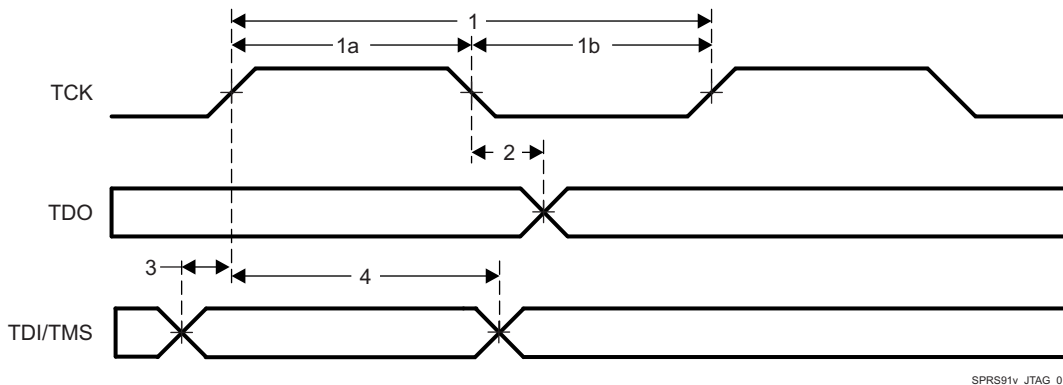 1
1a
1b
TCK
2
TDO
3
4
TDI/TMS
SPRS91v_JTAG_0